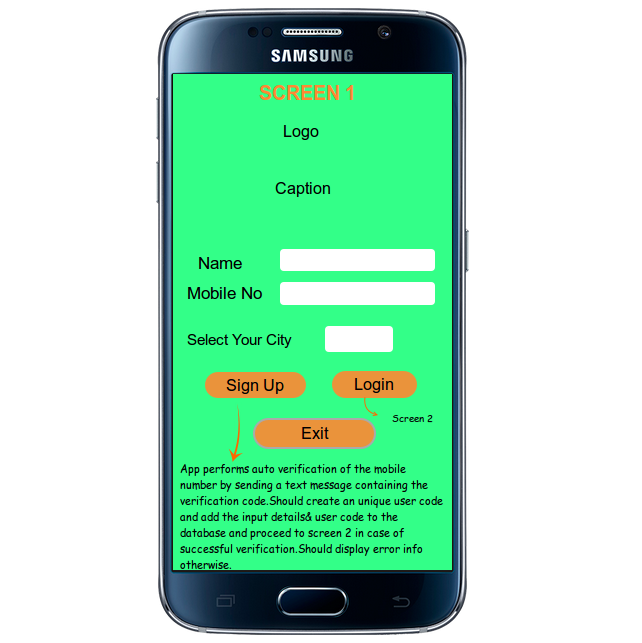 SAMSUNG
SCREEN 1
Logo
Caption
Name
Mobile No
Select Your City
Sign Up
Login
Screen 2
Exit
App performs auto verification of the mobile
number by sending a text message containing the
verification code.Should create an unique user code
and add the input details& user code to the
database and proceed to screen 2 in case of
successful verification.Should display error info
otherwise.